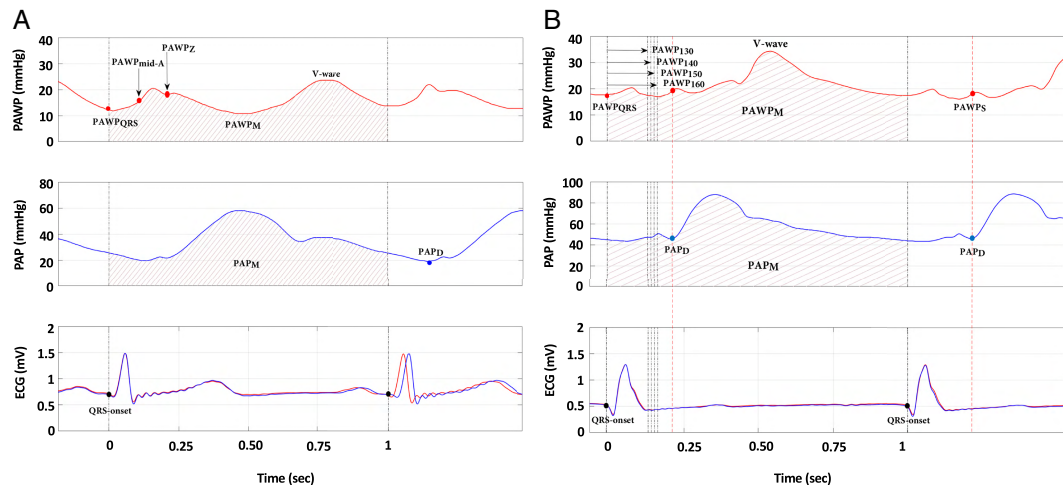 A
PAWP (mmHg)
40
30
20
10
0
PAWPQRS
PAWPmid-A
PAWPZ
V-wave
PAWPM
PAP (mmHg)
80
60
40
20
0
PAPM
PAPD
ECG (mV)
2
1.5
1
0.5
0
QRS-onset
0
0.25
0.50
0.75
1
Time (sec)
B
PAWP (mmHg)
40
30
20
10
0
PAWPQRS
PAWP130
PAWP140
PAWP150
PAWP160
V-wave
PAWPM
PAWPS
PAP (mmHg)
100
80
60
40
20
0
PAPD
PAPM
PAPD
ECG (mV)
2
1.5
1
0.5
0
QRS-onset
QRS-onset
0
0.25
0.50
0.75
1
Time (sec)